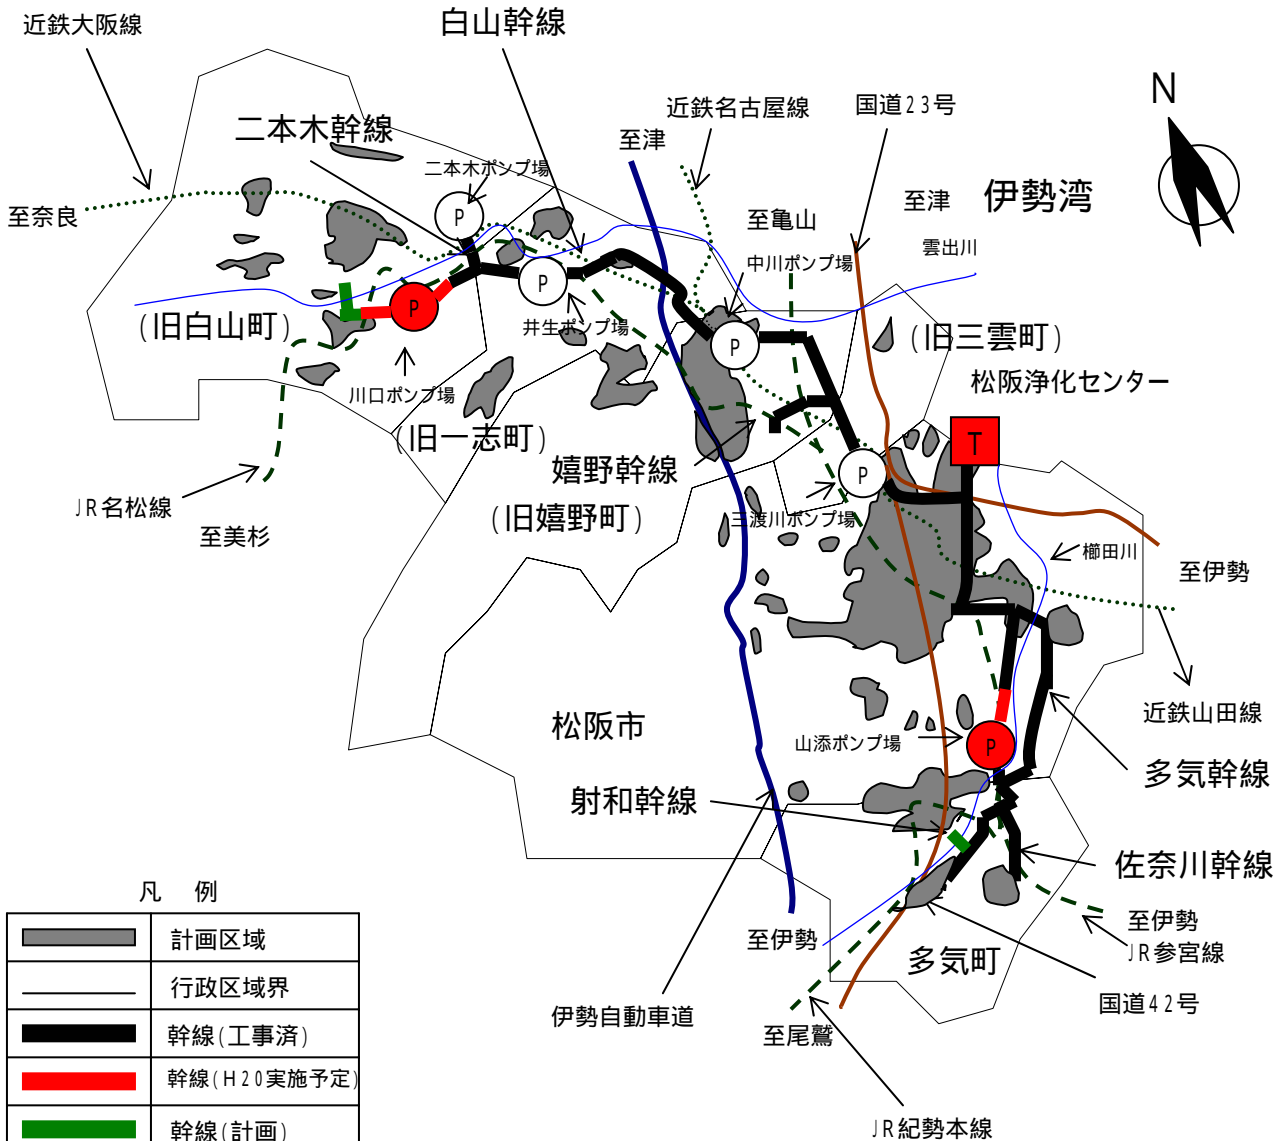 近鉄大阪線
白山幹線
N
近鉄名古屋線
国道23号
二本木幹線
至津
二本木ポンプ場
伊勢湾
至津
至奈良
P
至亀山
雲出川
中川ポンプ場
P
P
(旧白山町)
井生ポンプ場
P
(旧三雲町)
川口ポンプ場
松阪浄化センター
(旧一志町)
T
嬉野幹線
P
JR名松線
(旧嬉野町)
三渡川ポンプ場
至美杉
櫛田川
至伊勢
近鉄山田線
松阪市
山添ポンプ場
P
多気幹線
射和幹線
佐奈川幹線
凡 例
至伊勢
計画区域
至伊勢
JR参宮線
多気町
行政区域界
国道42号
伊勢自動車道
幹線(工事済)
至尾鷲
幹線(H20実施予定)
幹線(計画)
JR紀勢本線